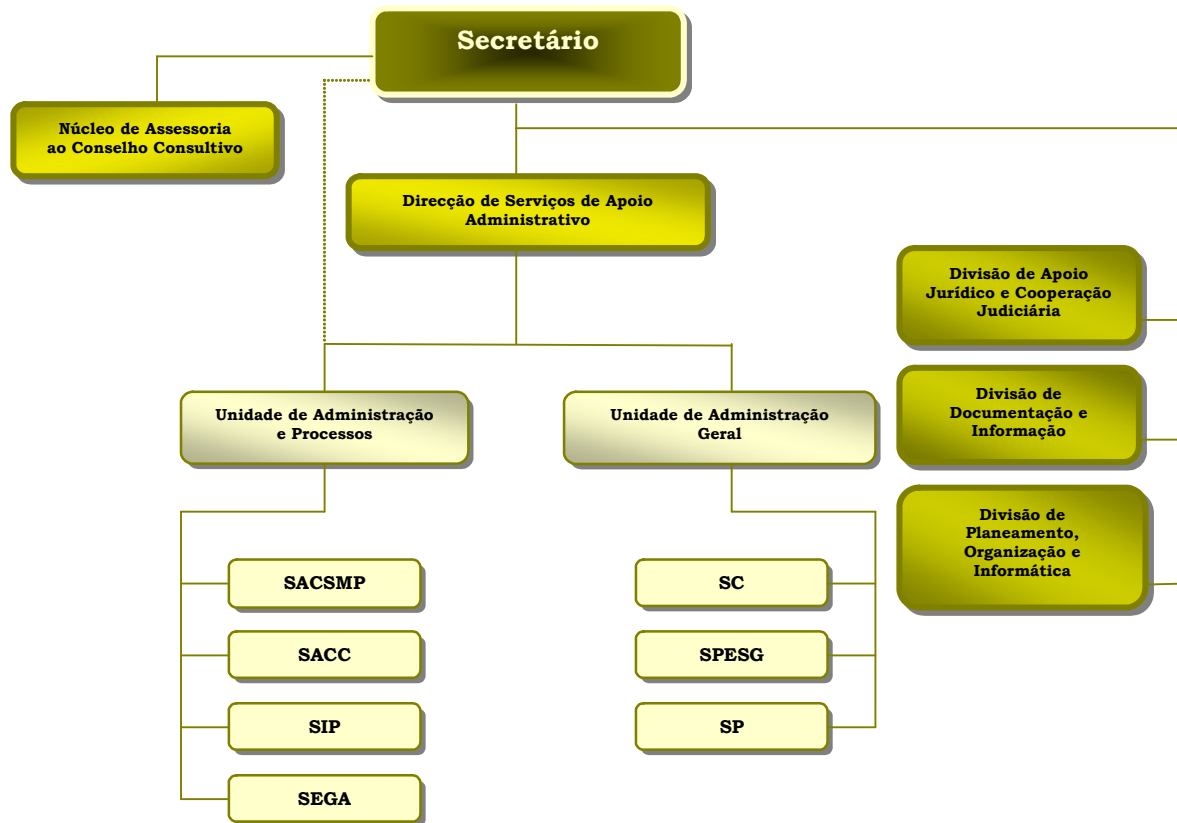 Secretário
Núcleo de Assessoria
ao Conselho Consultivo
Direcção de Serviços de Apoio
Administrativo
Divisão de Apoio
Jurídico e Cooperação
Judiciária
Unidade de Administração
e Processos
Unidade de Administração
Geral
Divisão de
Documentação e
Informação
Divisão de
Planeamento,
Organização e
Informática
SACSMP
SACC
SIP
SEGA
SC
SPESG
SP